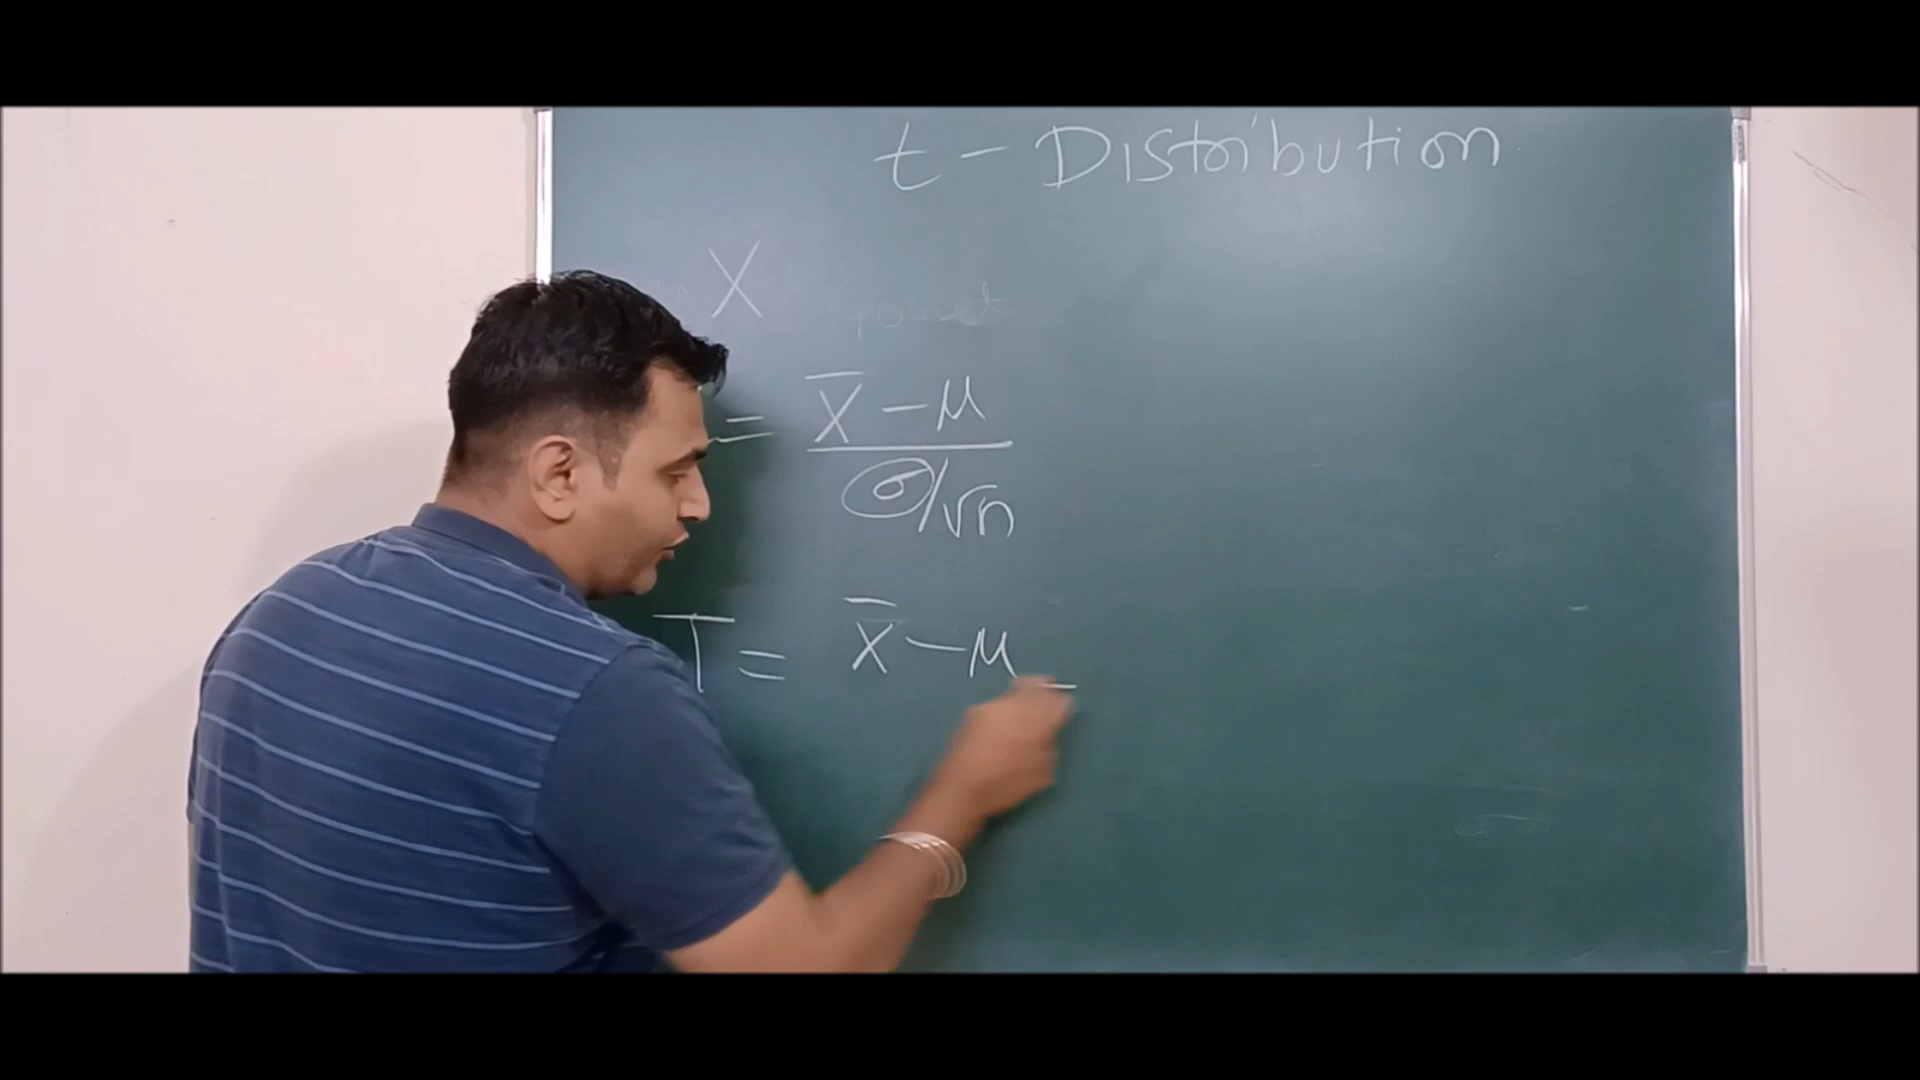 t - Distribution
X
= X̄ - μ
σ/√n
T = x̄ - μ